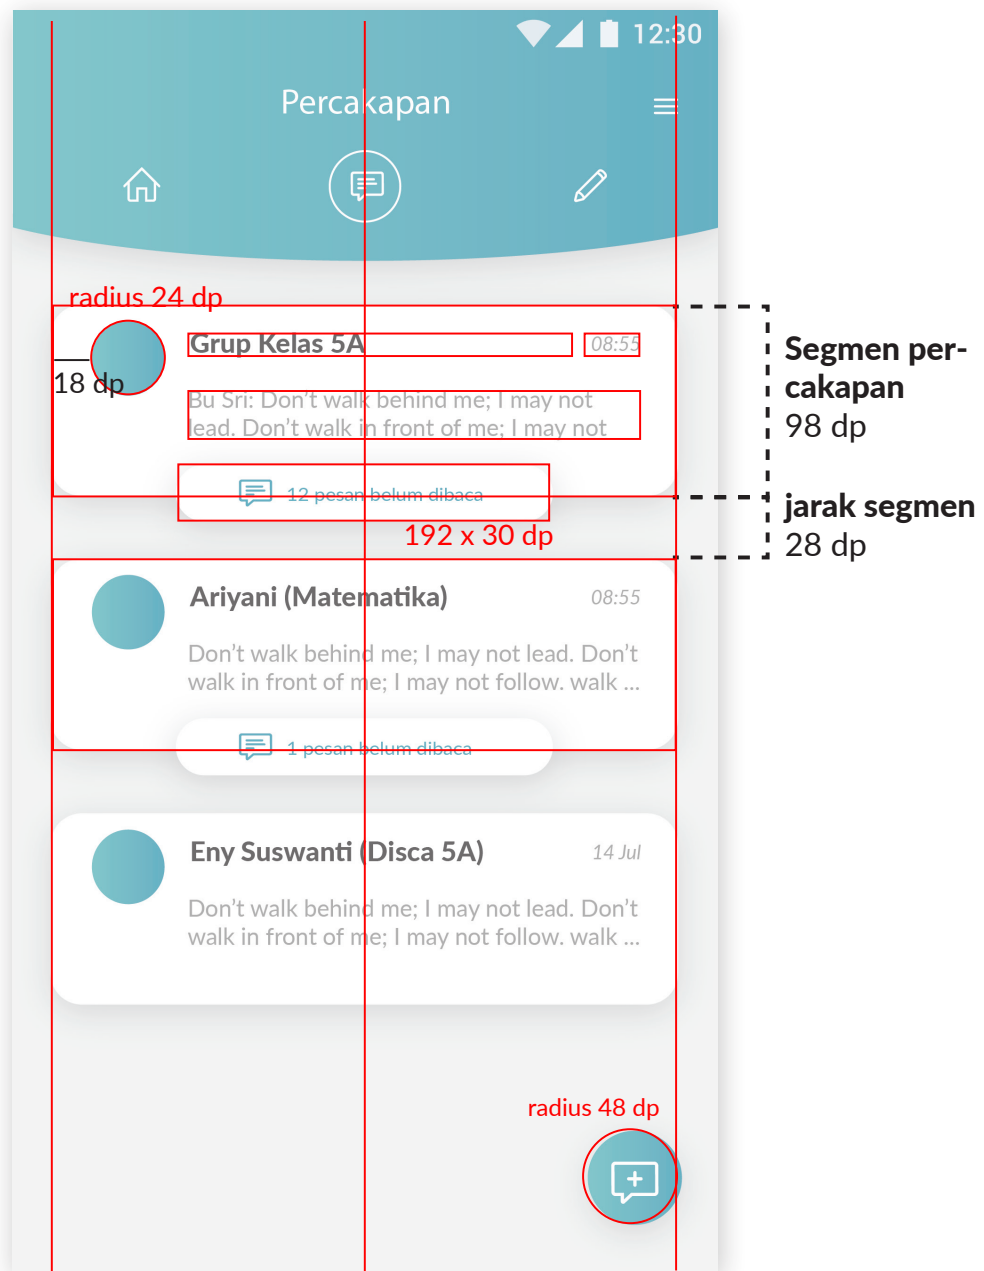 12:30
Percakapan
radius 24 dp
Grup Kelas 5A
08:55
18 dp
Bu Sri: Don't walk behind me; I may not
lead. Don't walk in front of me; I may not
12 pesan belum dibaca
192 x 30 dp
Segmen per-
cakapan
98 dp
jarak segmen
28 dp
Ariyani (Matematika)
08:55
Don't walk behind me; I may not lead. Don't
walk in front of me; I may not follow. walk ...
1 pesan belum dibaca
Eny Suswanti (Disca 5A)
14 Jul
Don't walk behind me; I may not lead. Don't
walk in front of me; I may not follow. walk ...
radius 48 dp